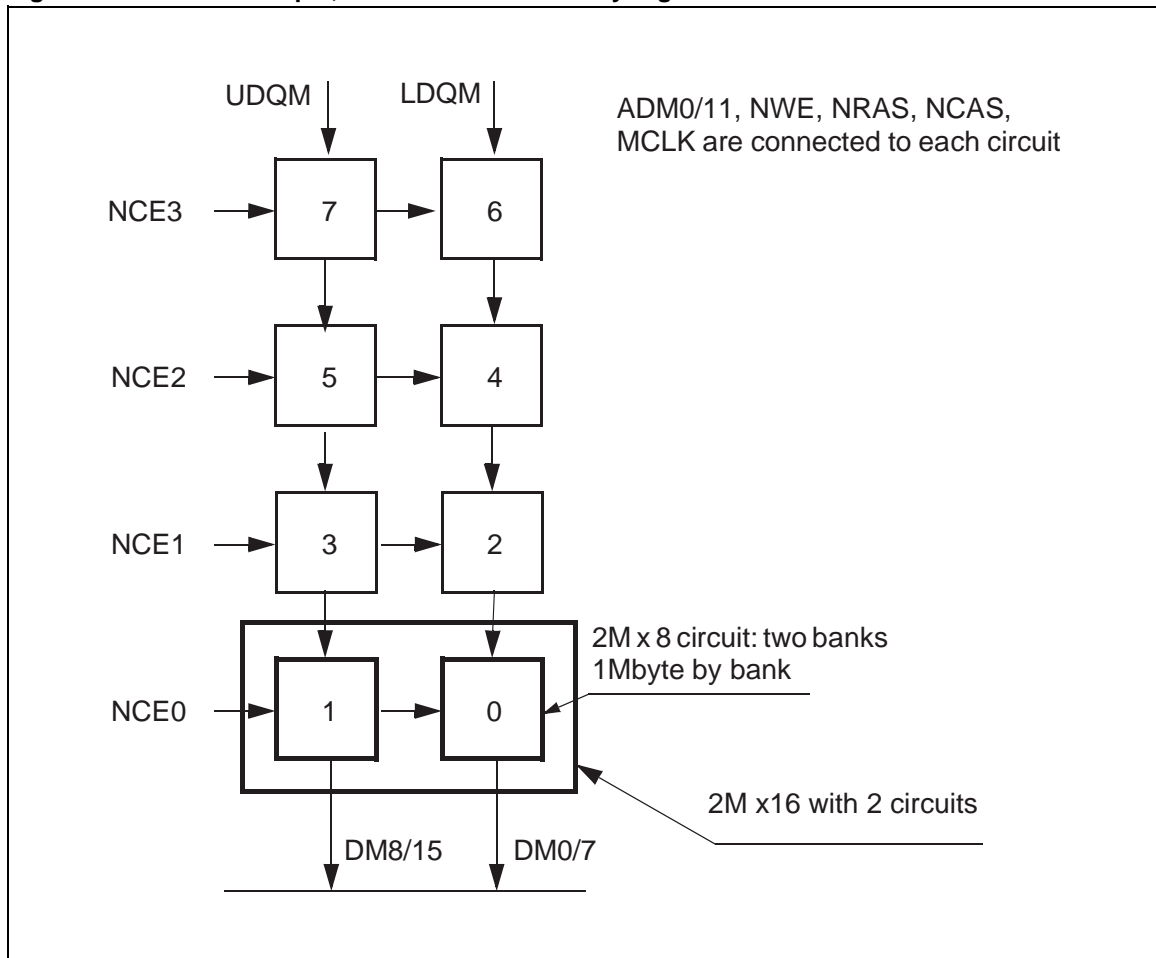 UDQM LDQM
ADM0/11, NWE, NRAS, NCAS,
MCLK are connected to each circuit
NCE3 7 6
NCE2 5 4
NCE1 3 2
2M x 8 circuit: two banks
1Mbyte by bank
NCE0 1 0
2M x16 with 2 circuits
DM8/15 DM0/7